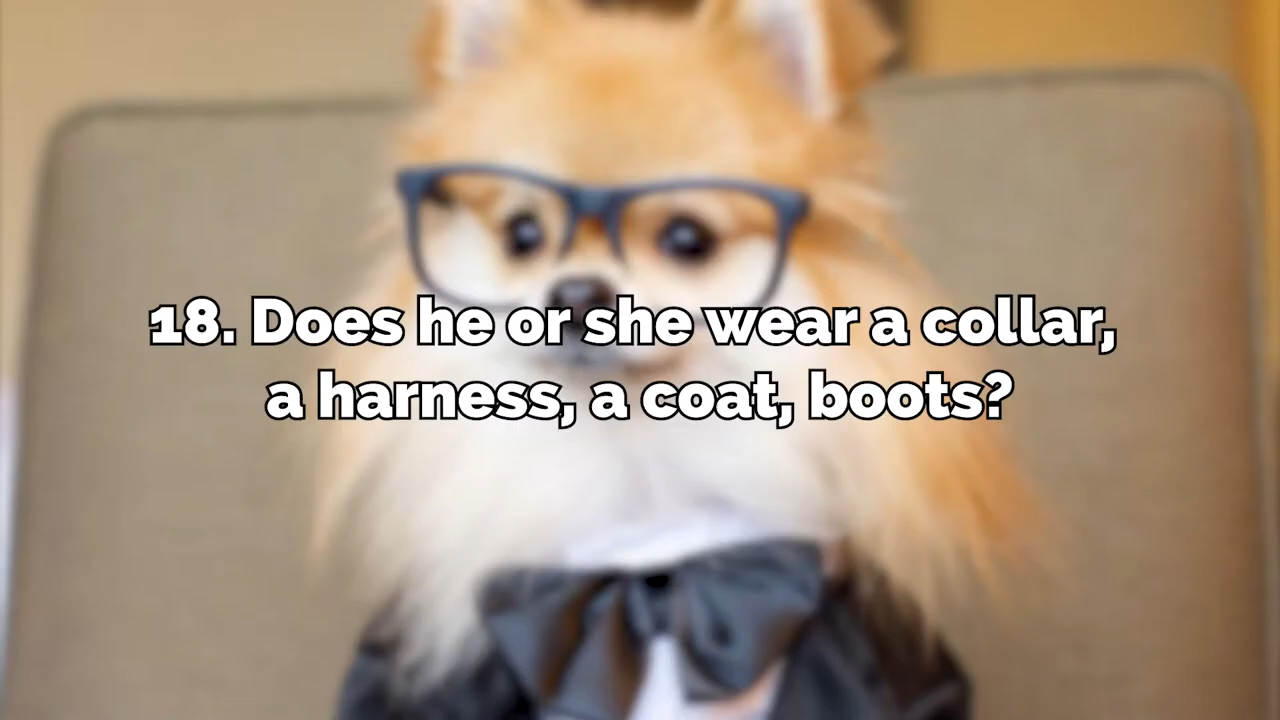 18. Does he or she wear a collar,
a harness, a coat, boots?